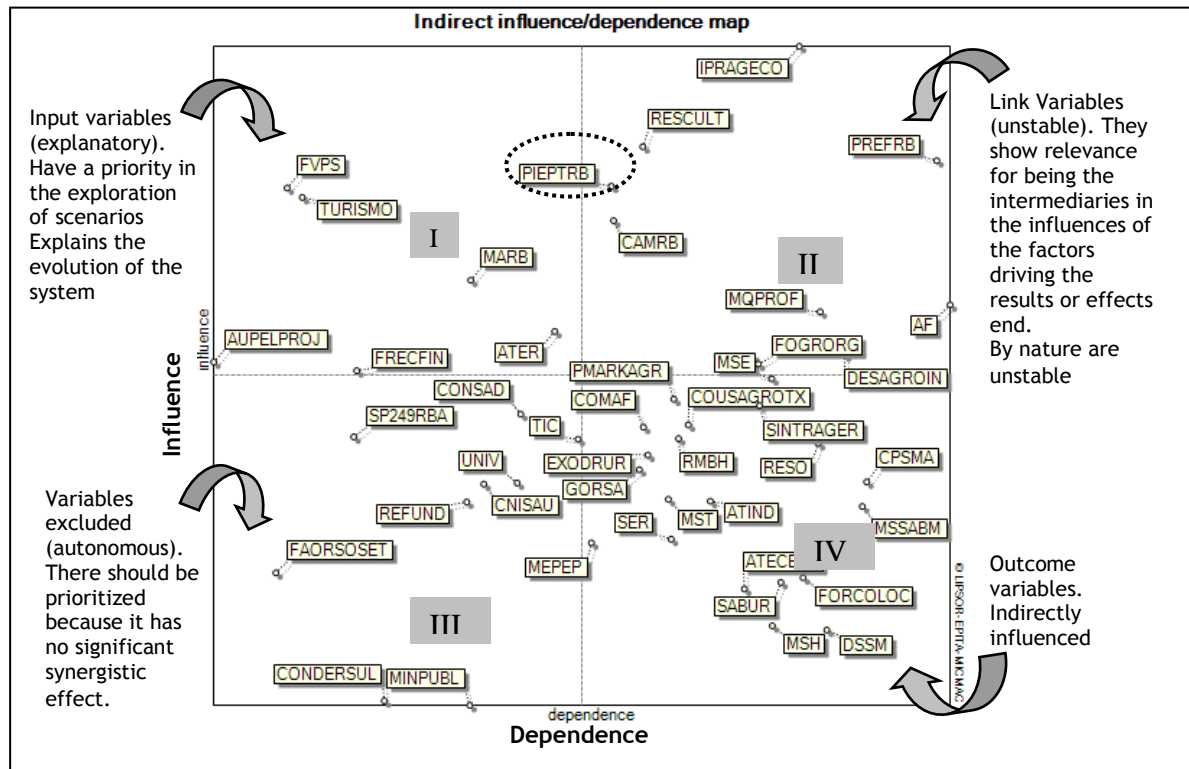 Indirect influence/dependence map
IPRAGECO
Input variables
(explanatory).
Have a priority in
the exploration
of scenarios
Explains the
evolution of the
system
Link Variables
(unstable). They
show relevance
for being the
intermediaries in
the influences of
the factors
driving the
results or effects
end.
By nature are
unstable
RESCULT
PREFRB
FVPS
PIEPTRB
TURISMO
I
CAMRB
MARB
II
MQPROF
AF
influence
Influence
AUPELPROJ
ATER
FOGRORG
FRECFIN
MSE
PMARKAGR
DESAGROIN
CONSAD
COMAF
COUSAGROTX
SP249RBA
TIC
SINTRAGER
UNIV
EXODRUR
RMBH
RESO
CPSMA
GORSA
CNISAU
REFUND
SER
MST
ATIND
MSSABM
Variables
excluded
(autonomous).
There should be
prioritized
because it has
no significant
synergistic
effect.
FAORSOSET
MEPEP
IV
FORCOLOC
SABUR
III
MSH
DSSM
Outcome
variables.
Indirectly
influenced
CONDERSUL
MINPUBL
© LIPSOR-EPITA-MICMAC
dependence
Dependence